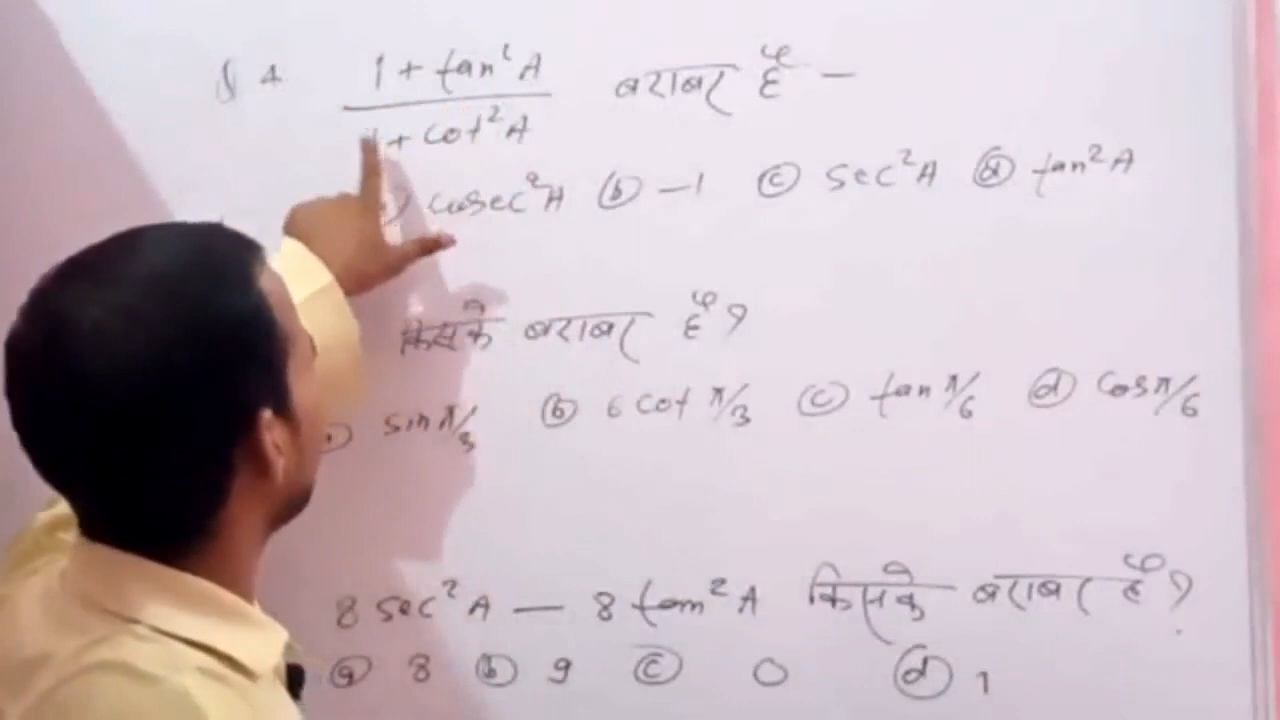 Q 4 1 + tan²A बराबर है –
1 + cot²A
cosec²A (b) –1 (c) sec²A (d) tan²A
किसके बराबर है ?
sin π/3 (b) 6 cot π/3 (c) tan π/6 (d) cos π/6
8 sec²A — 8 tan²A किसके बराबर है ?
(a) 8 (b) 9 (c) 0 (d) 1